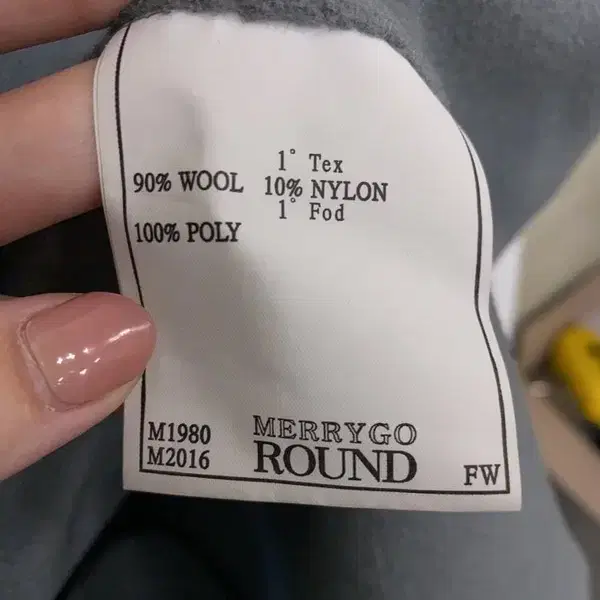 1° Tex
90% WOOL 10% NYLON
1° Fod
100% POLY
M1980
M2016
MERRYGO
ROUND
FW